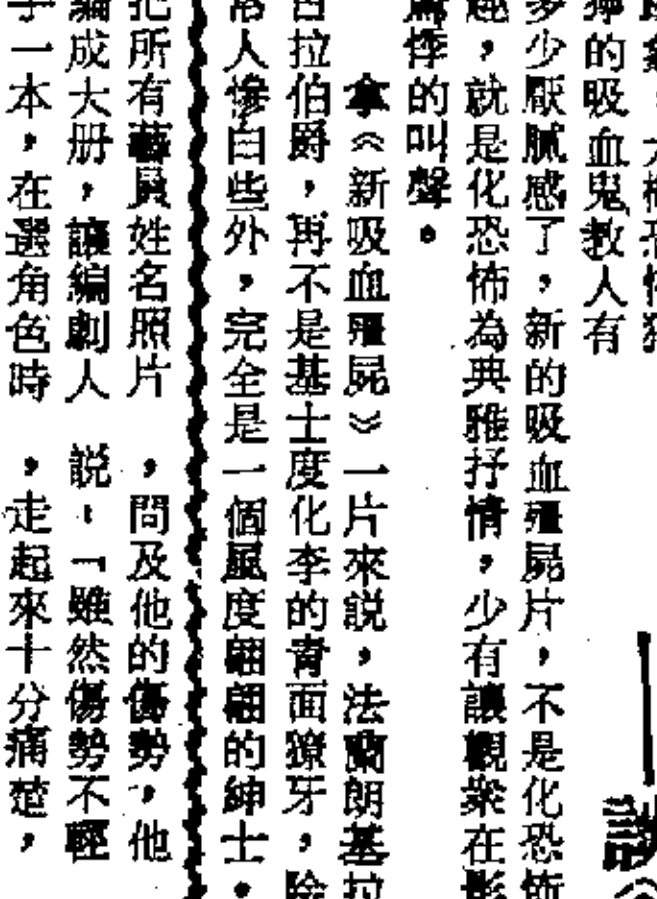 獰的吸血鬼教人有
多少厭膩感了，新的吸血殭屍片，不是化恐怖
趣，就是化恐怖為典雅抒情，少有讓觀衆在影
驚悸的叫聲。
拿《新吸血殭屍》一片來說，法蘭朗基拉
拉伯爵，再不是基士度化李的青面獠牙，除
人慘白些外，完全是一個風度翩翩的紳士。
把所有藝員姓名照片
編成大册，讓編劇人
手一本，在選角色時
，問及他的傷勢，他
説：「雖然傷勢不輕
，走起來十分痛楚，